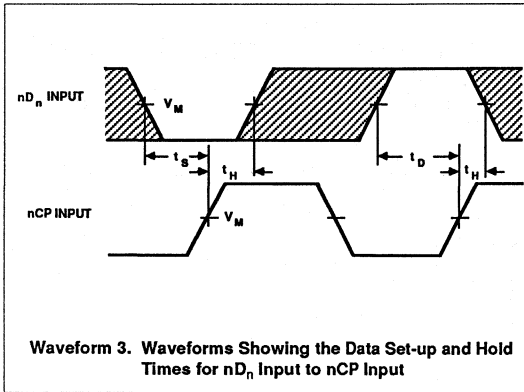 nDn INPUT
VM
tS
tH
tD
tH
nCP INPUT
VM
Waveform 3. Waveforms Showing the Data Set-up and Hold
Times for nDn Input to nCP Input